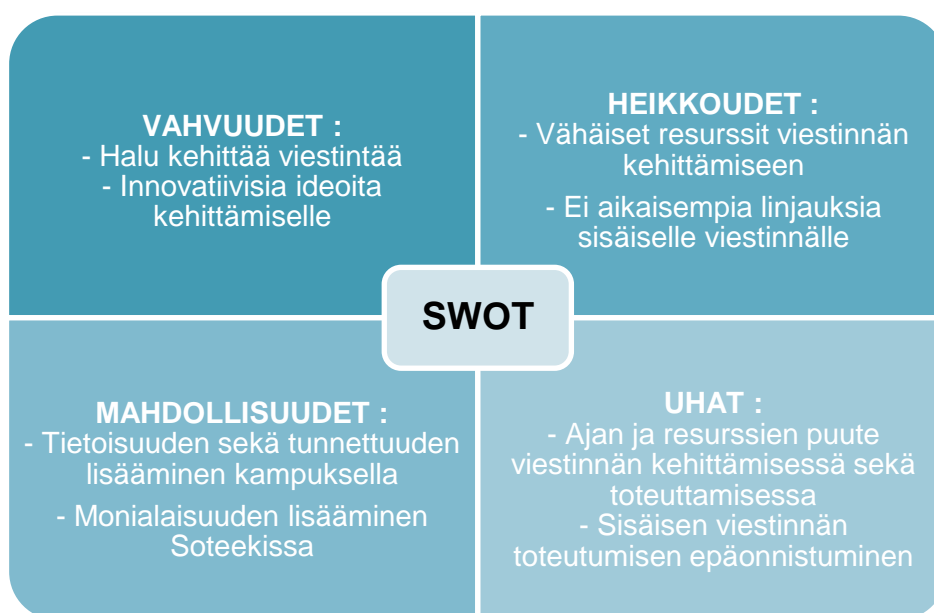 VAHVUUDET :
- Halu kehittää viestintää
- Innovatiivisia ideoita
kehittämiselle
HEIKKOUDET :
- Vähäiset resurssit viestinnän
kehittämiseen
- Ei aikaisempia linjauksia
sisäiselle viestinnälle
SWOT
MAHDOLLISUUDET :
- Tietoisuuden sekä tunnettuuden
lisääminen kampuksella
- Monialaisuuden lisääminen
Soteekissa
UHAT :
- Ajan ja resurssien puute
viestinnän kehittämisessä sekä
toteuttamisessa
- Sisäisen viestinnän
toteutumisen epäonnistuminen